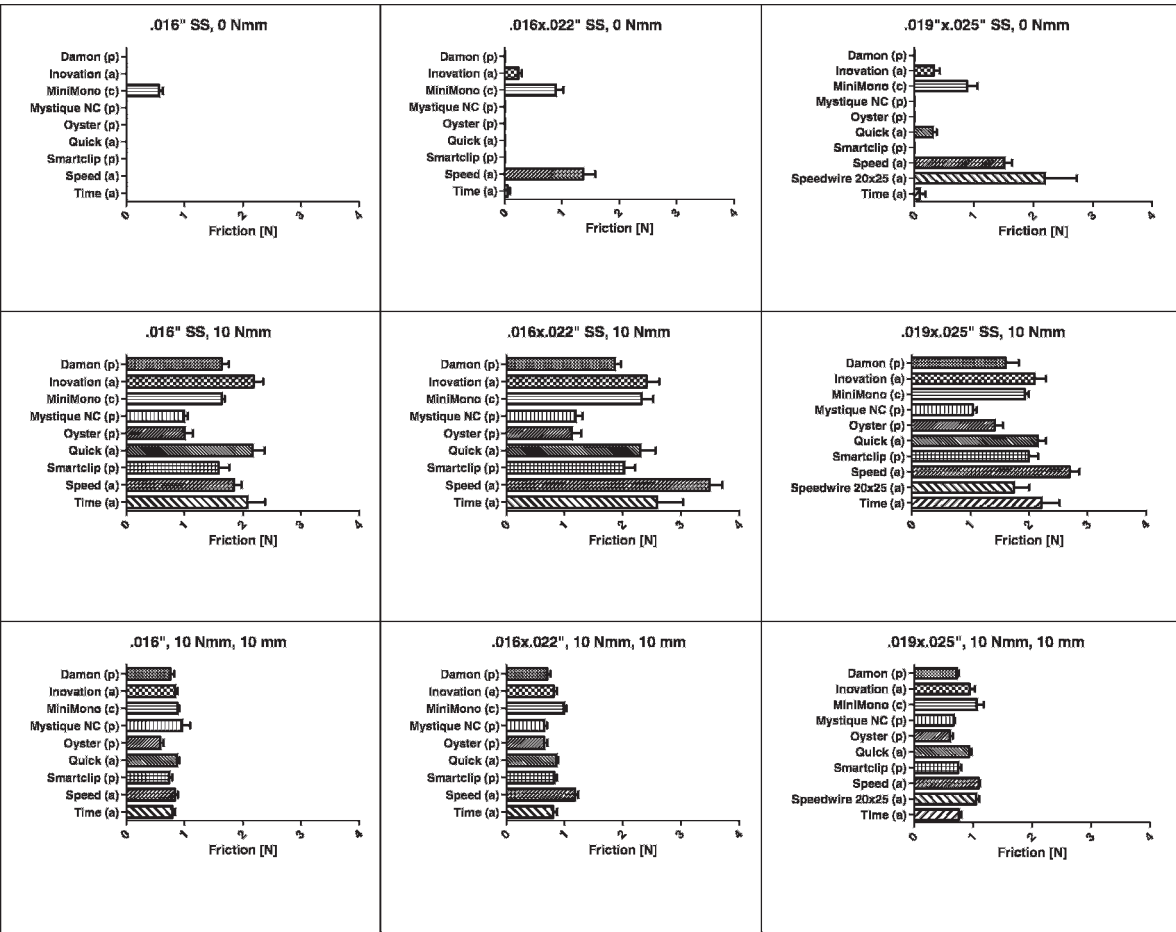 .016" SS, 0 Nmm
Damon (p)
Inovation (a)
MiniMono (c)
Mystique NC (p)
Oyster (p)
Quick (a)
Smartclip (p)
Speed (a)
Time (a)
0 1 2 3 4
Friction [N]
.016x.022" SS, 0 Nmm
Damon (p)
Inovation (a)
MiniMono (c)
Mystique NC (p)
Oyster (p)
Quick (a)
Smartclip (p)
Speed (a)
Time (a)
0 1 2 3 4
Friction [N]
.019"x.025" SS, 0 Nmm
Damon (p)
Inovation (a)
MiniMono (c)
Mystique NC (p)
Oyster (p)
Quick (a)
Smartclip (p)
Speed (a)
Speedwire 20x25 (a)
Time (a)
0 1 2 3 4
Friction [N]
.016" SS, 10 Nmm
Damon (p)
Inovation (a)
MiniMono (c)
Mystique NC (p)
Oyster (p)
Quick (a)
Smartclip (p)
Speed (a)
Time (a)
0 1 2 3 4
Friction [N]
.016x.022" SS, 10 Nmm
Damon (p)
Inovation (a)
MiniMono (c)
Mystique NC (p)
Oyster (p)
Quick (a)
Smartclip (p)
Speed (a)
Time (a)
0 1 2 3 4
Friction [N]
.019x.025" SS, 10 Nmm
Damon (p)
Inovation (a)
MiniMono (c)
Mystique NC (p)
Oyster (p)
Quick (a)
Smartclip (p)
Speed (a)
Speedwire 20x25 (a)
Time (a)
0 1 2 3 4
Friction [N]
.016", 10 Nmm, 10 mm
Damon (p)
Inovation (a)
MiniMono (c)
Mystique NC (p)
Oyster (p)
Quick (a)
Smartclip (p)
Speed (a)
Time (a)
0 1 2 3 4
Friction [N]
.016x.022", 10 Nmm, 10 mm
Damon (p)
Inovation (a)
MiniMono (c)
Mystique NC (p)
Oyster (p)
Quick (a)
Smartclip (p)
Speed (a)
Time (a)
0 1 2 3 4
Friction [N]
.019x.025", 10 Nmm, 10 mm
Damon (p)
Inovation (a)
MiniMono (c)
Mystique NC (p)
Oyster (p)
Quick (a)
Smartclip (p)
Speed (a)
Speedwire 20x25 (a)
Time (a)
0 1 2 3 4
Friction [N]